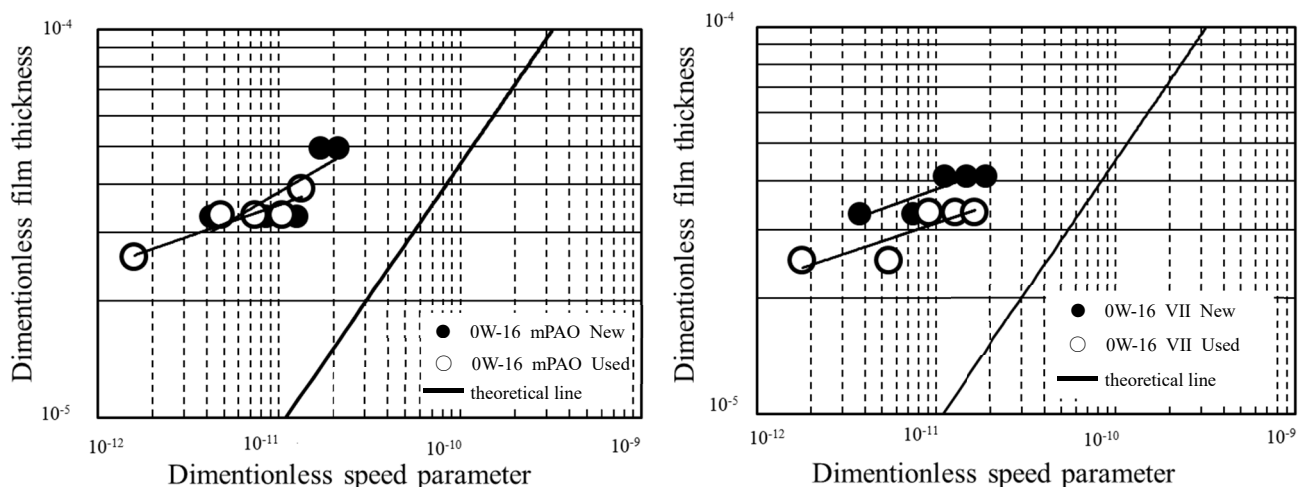 10-4
Dimentionless film thickness
0W-16 mPAO New
0W-16 mPAO Used
theoretical line
10-5
10-12
10-11
10-10
10-9
Dimentionless speed parameter
10-4
Dimentionless film thickness
0W-16 VII New
0W-16 VII Used
theoretical line
10-5
10-12
10-11
10-10
10-9
Dimentionless speed parameter